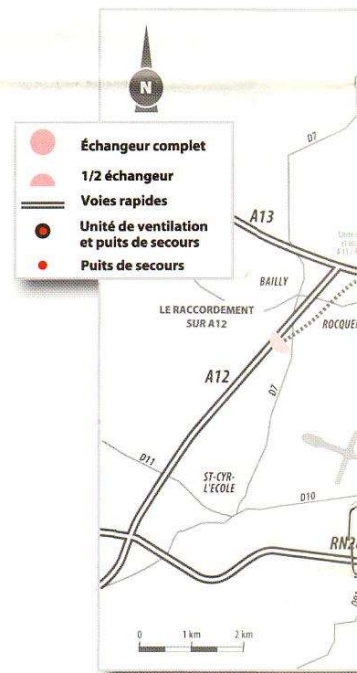 N
D7
Échangeur complet
1/2 échangeur
Voies rapides
Unité de ventilation
et puits de secours
Puits de secours
A13
BAILLY
LE RACCORDEMENT
SUR A12
ROCQUE
A12
D7
D11
ST-CYR-
L'ECOLE
D10
0 1 km 2 km